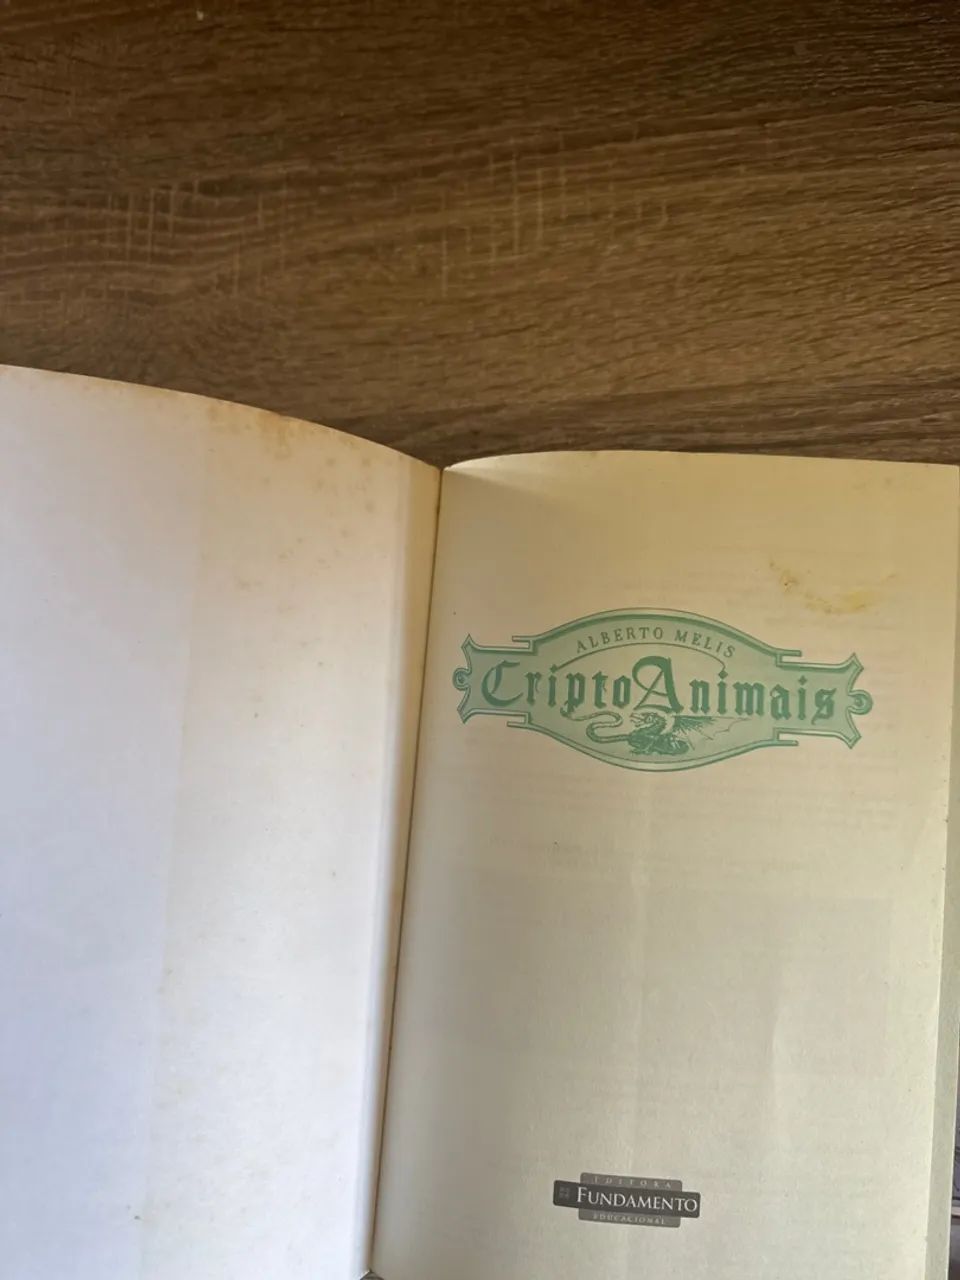 ALBERTO MELIS
CriptoAnimais
EDITORA
FUNDAMENTO
EDUCACIONAL